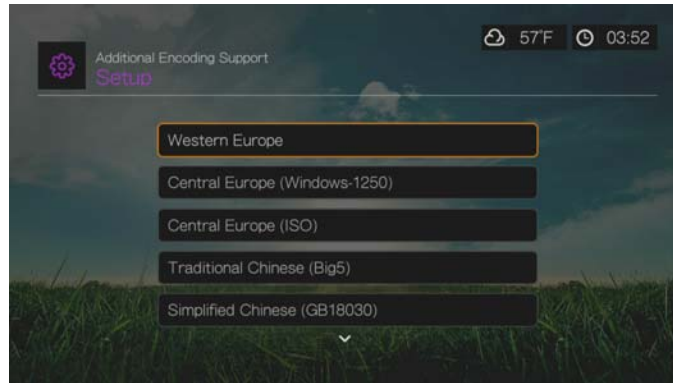 57°F 03:52
Additional Encoding Support
Setup
Western Europe
Central Europe (Windows-1250)
Central Europe (ISO)
Traditional Chinese (Big5)
Simplified Chinese (GB18030)